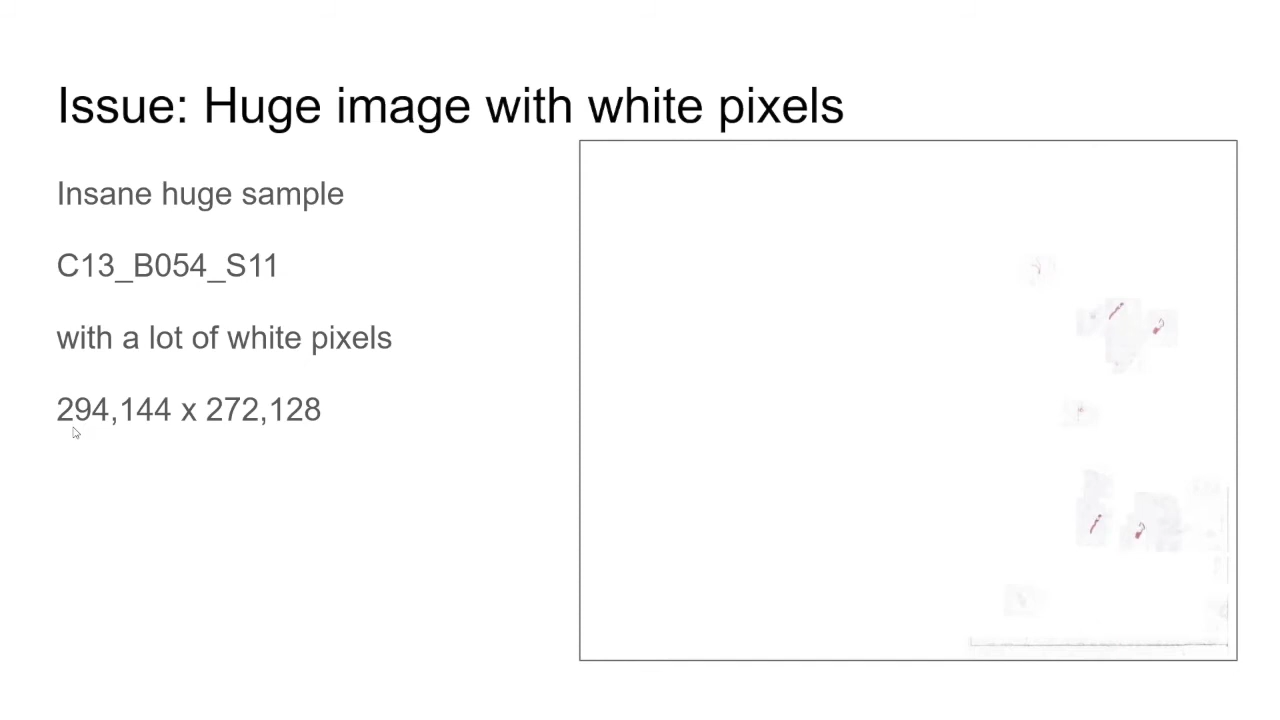 Issue: Huge image with white pixels
Insane huge sample
C13_B054_S11
with a lot of white pixels
294,144 x 272,128